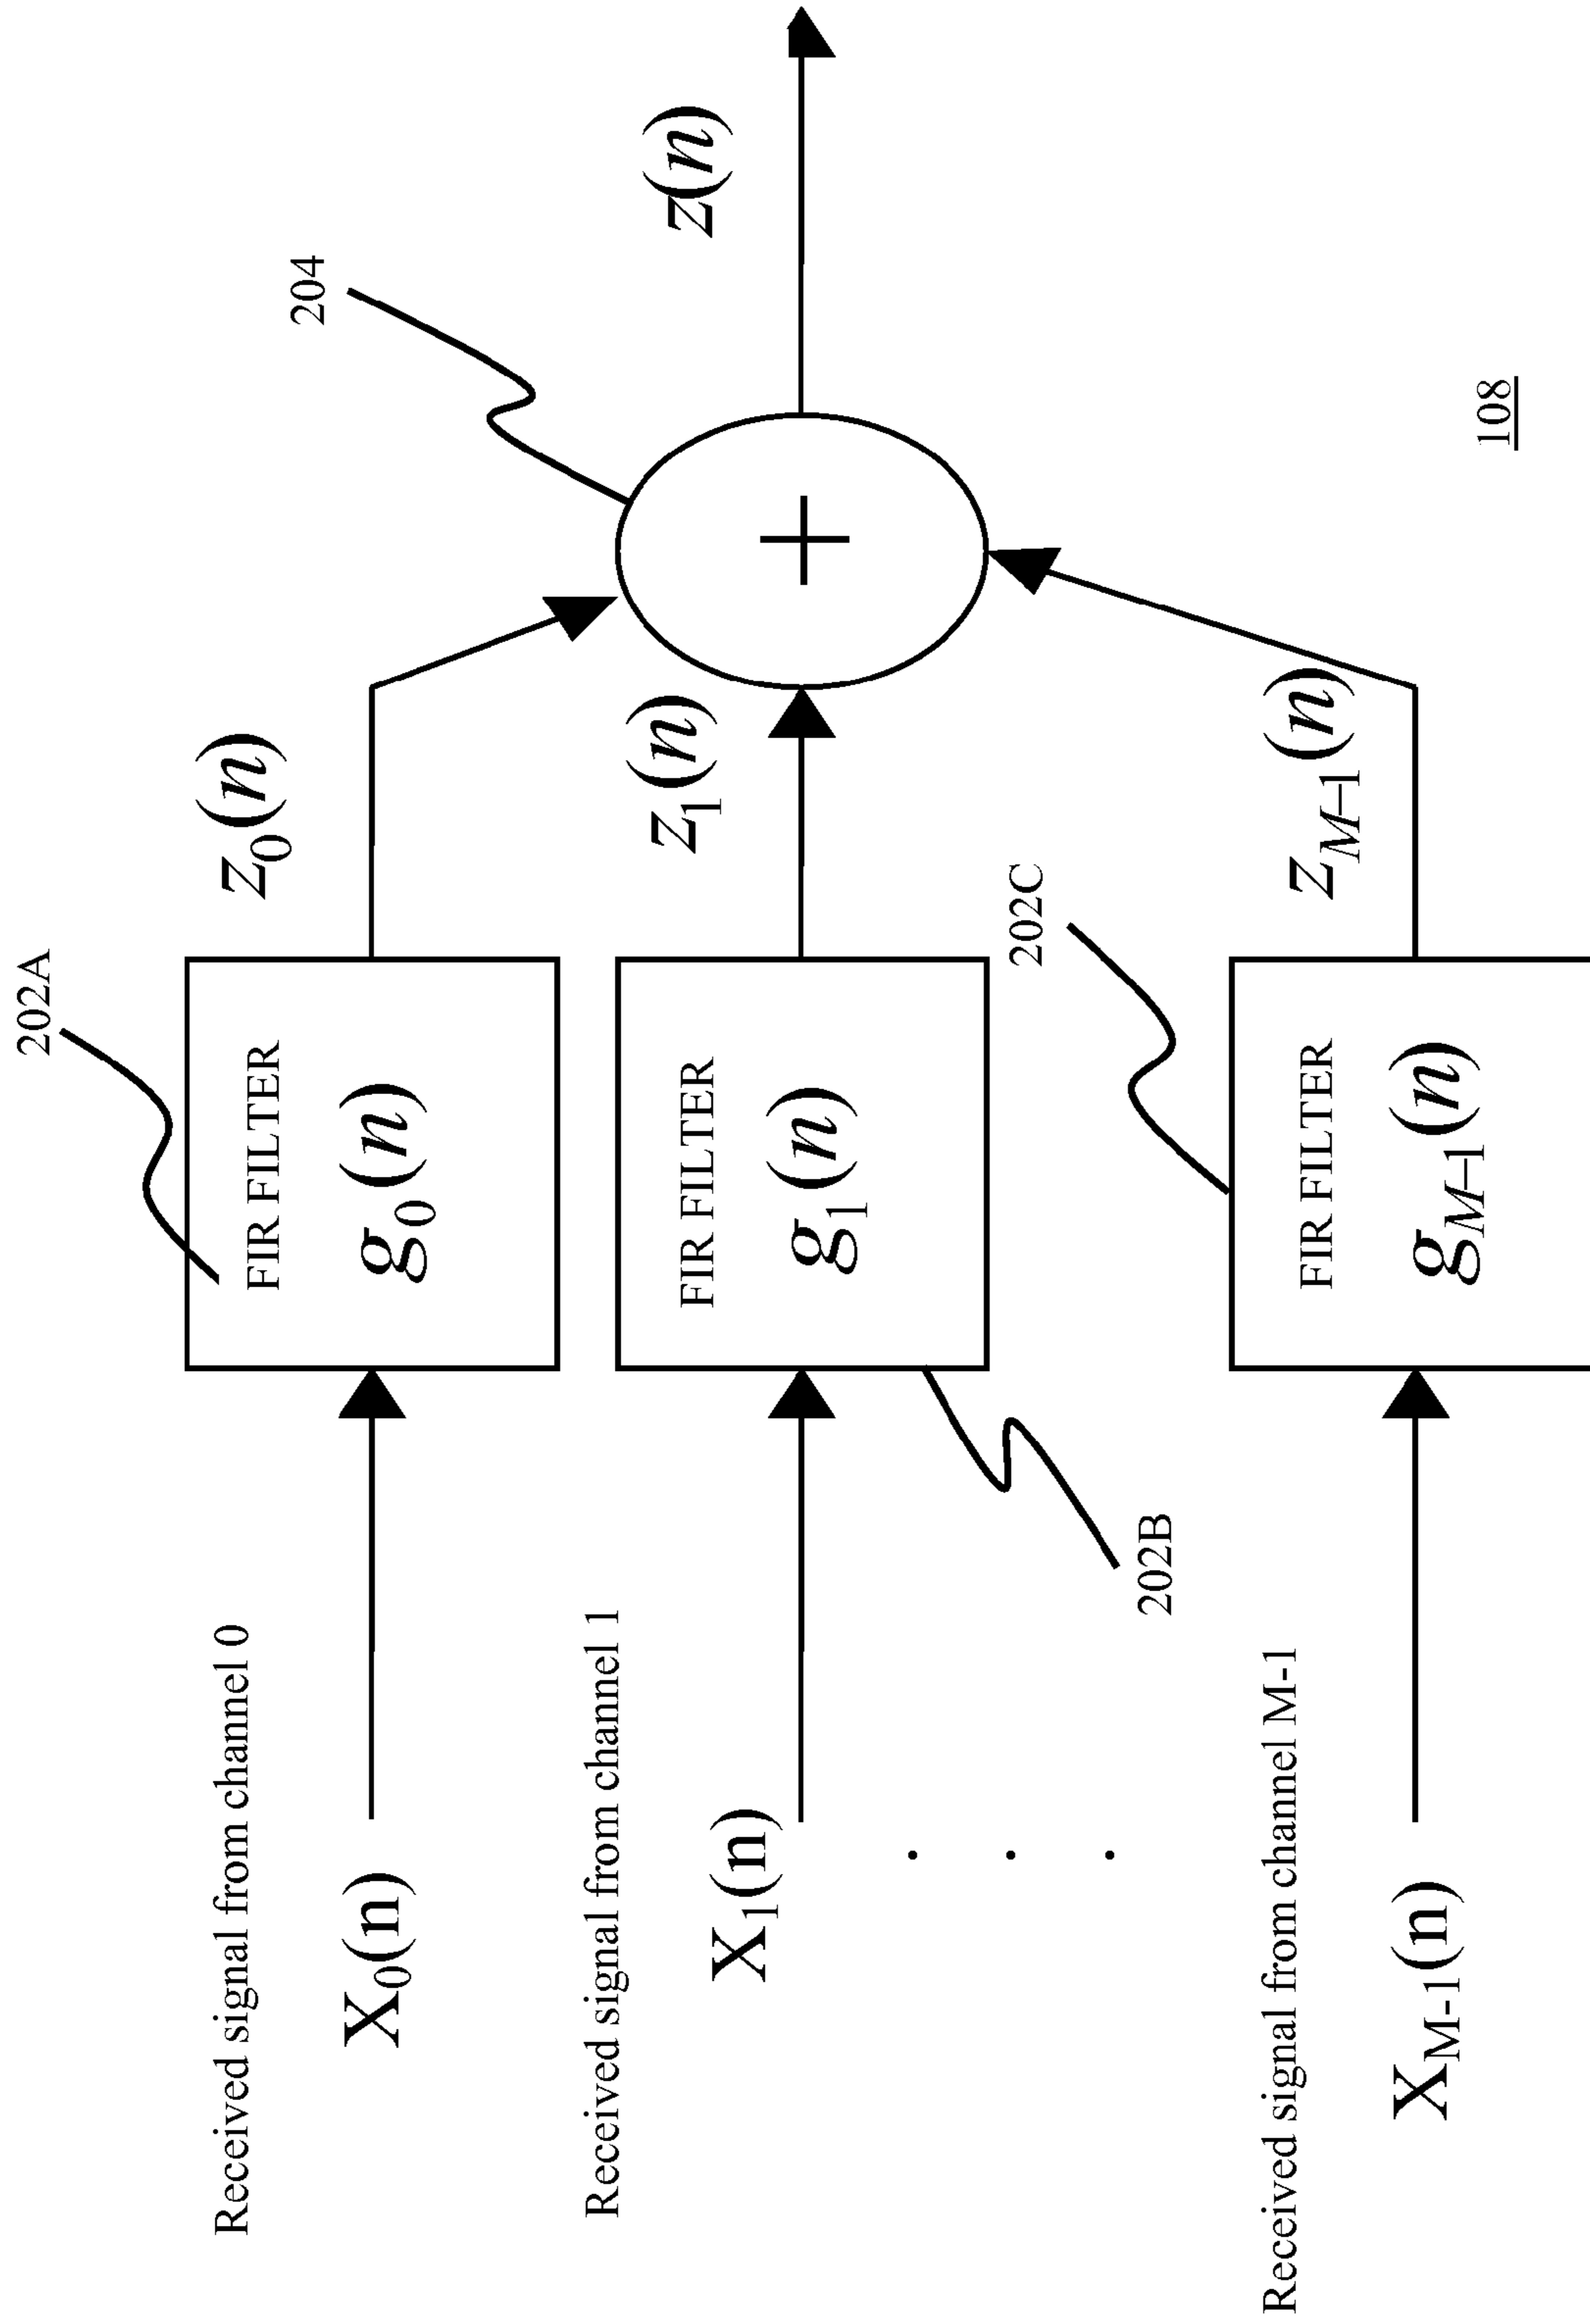 202A
Received signal from channel 0
FIR FILTER
X0(n)
g0(n)
z0(n)
204
Received signal from channel 1
FIR FILTER
X1(n)
g1(n)
z1(n)
z(n)
+
.
.
.
202B
202C
Received signal from channel M-1
FIR FILTER
XM-1(n)
gM–1(n)
zM–1(n)
108